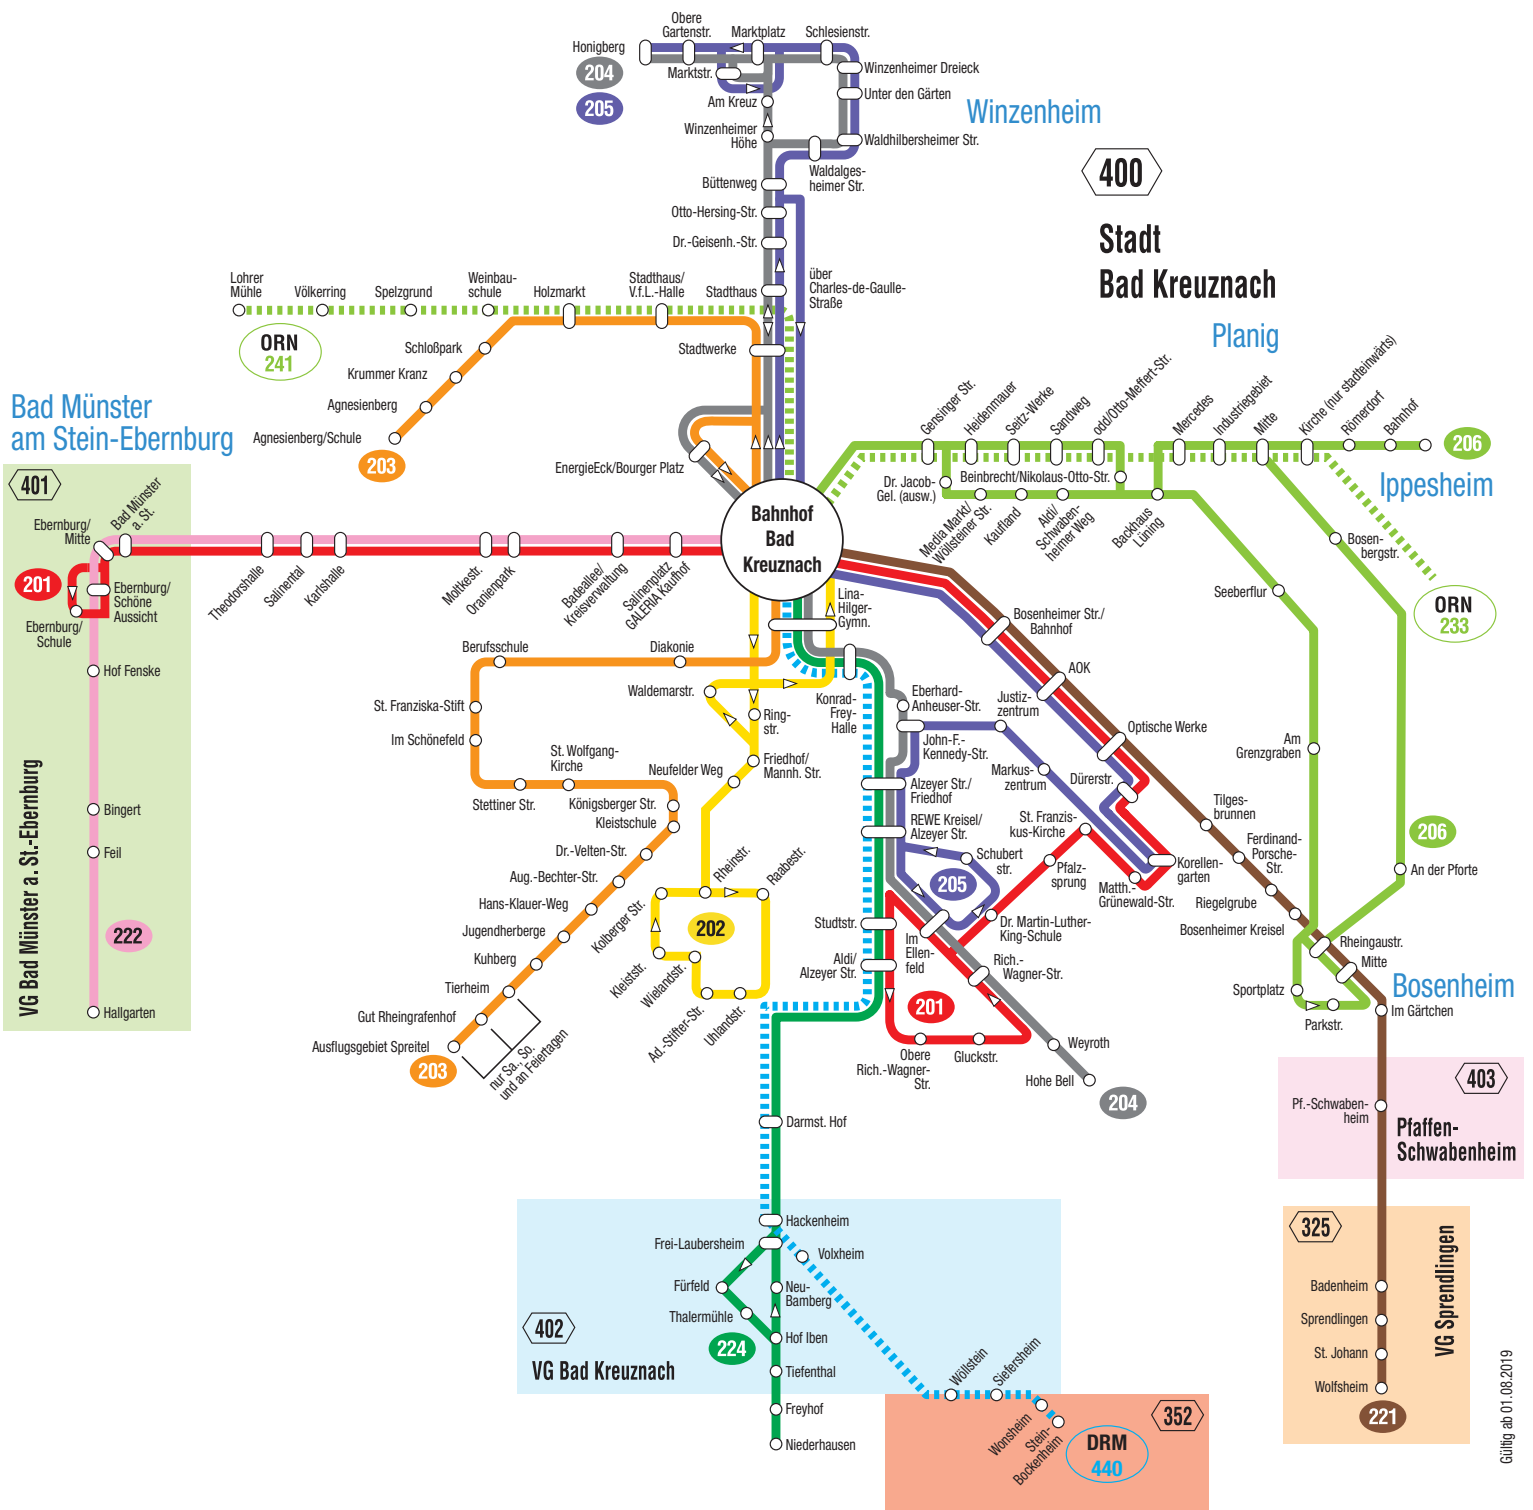 Obere
Gartenstr.
Marktplatz
Schlesienstr.
Honigberg
204
205
Marktstr.
Winzenheimer Dreieck
Unter den Gärten
Am Kreuz
Winzenheimer
Höhe
Waldhilbersheimer Str.
Winzenheim
Waldalges-
heimer Str.
Büttenweg
Otto-Hersing-Str.
Dr.-Geisenh.-Str.
400
Stadt
Bad Kreuznach
über
Charles-de-Gaulle-
Straße
Lohrer
Mühle
Völkerring
Spelzgrund
Weinbau-
schule
Holzmarkt
Stadthaus/
V.f.L.-Halle
Stadthaus
ORN
241
Stadtwerke
Schloßpark
Krummer Kranz
Agnesienberg
Agnesienberg/Schule
203
EnergieEck/Bourger Platz
Planig
Gensinger Str.
Heidenmauer
Seitz-Werke
Sandweg
odd/Otto-Meffert-Str.
Mercedes
Industriegebiet
Mitte
Kirche (nur stadteinwärts)
Römerdorf
Bahnhof
206
Ippesheim
Dr. Jacob-
Gel. (ausw.)
Beinbrecht/Nikolaus-Otto-Str.
Media Markt/
Wöllsteiner Str.
Kaufland
Aldi/
Schwaben-
heimer Weg
Backhaus
Lüning
Bosen-
bergstr.
Seeberflur
ORN
233
Bad Münster
am Stein-Ebernburg
401
Ebernburg/
Mitte
Bad Münster
a. St.
201
Ebernburg/
Schöne
Aussicht
Ebernburg/
Schule
Hof Fenske
Bingert
Feil
222
Hallgarten
VG Bad Münster a. St.-Ebernburg
Theodorshalle
Salinental
Karlshalle
Moltkestr.
Oranienpark
Badeallee/
Kreisverwaltung
Salinenplatz
GALERIA Kaufhof
Bahnhof
Bad
Kreuznach
Lina-
Hilger-
Gymn.
Berufsschule
Diakonie
St. Franziska-Stift
Im Schönefeld
Stettiner Str.
St. Wolfgang-
Kirche
Königsberger Str.
Kleistschule
Dr.-Velten-Str.
Aug.-Bechter-Str.
Hans-Klauer-Weg
Jugendherberge
Kuhberg
Tierheim
Gut Rheingrafenhof
Ausflugsgebiet Spreitel
203
nur Sa., So.
und an Feiertagen
Waldemarstr.
Ring-
str.
Friedhof/
Mannh. Str.
Neufelder Weg
Rheinstr.
Raabestr.
Kolberger Str.
202
Kleiststr.
Wielandstr.
Ad.-Stifter-Str.
Uhlandstr.
Konrad-
Frey-
Halle
Eberhard-
Anheuser-Str.
John-F.-
Kennedy-Str.
Justiz-
zentrum
Markus-
zentrum
Alzeyer Str./
Friedhof
REWE Kreisel/
Alzeyer Str.
Schubert
str.
205
St. Franzis-
kus-Kirche
Pfalz-
sprung
Dr. Martin-Luther-
King-Schule
Studtstr.
Aldi/
Alzeyer Str.
Im
Ellen-
feld
Rich.-
Wagner-Str.
201
Obere
Rich.-Wagner-
Str.
Gluckstr.
Weyroth
Hohe Bell
204
Bosenheimer Str./
Bahnhof
AOK
Optische Werke
Dürerstr.
Korellen-
garten
Matth.-
Grünewald-Str.
Tilges-
brunnen
Ferdinand-
Porsche-
Str.
Riegelgrube
Bosenheimer Kreisel
Am
Grenzgraben
206
An der Pforte
Rheingaustr.
Mitte
Sportplatz
Parkstr.
Bosenheim
Im Gärtchen
403
Pf.-Schwaben-
heim
Pfaffen-
Schwabenheim
325
VG Sprendlingen
Badenheim
Sprendlingen
St. Johann
Wolfsheim
221
Darmst. Hof
Hackenheim
Frei-Laubersheim
Volxheim
Fürfeld
Neu-
Bamberg
Thalermühle
Hof Iben
224
402
VG Bad Kreuznach
Tiefenthal
Freyhof
Niederhausen
Wöllstein
Siefersheim
Wonsheim
Stein-
Bockenheim
352
DRM
440
Gültig ab 01.08.2019